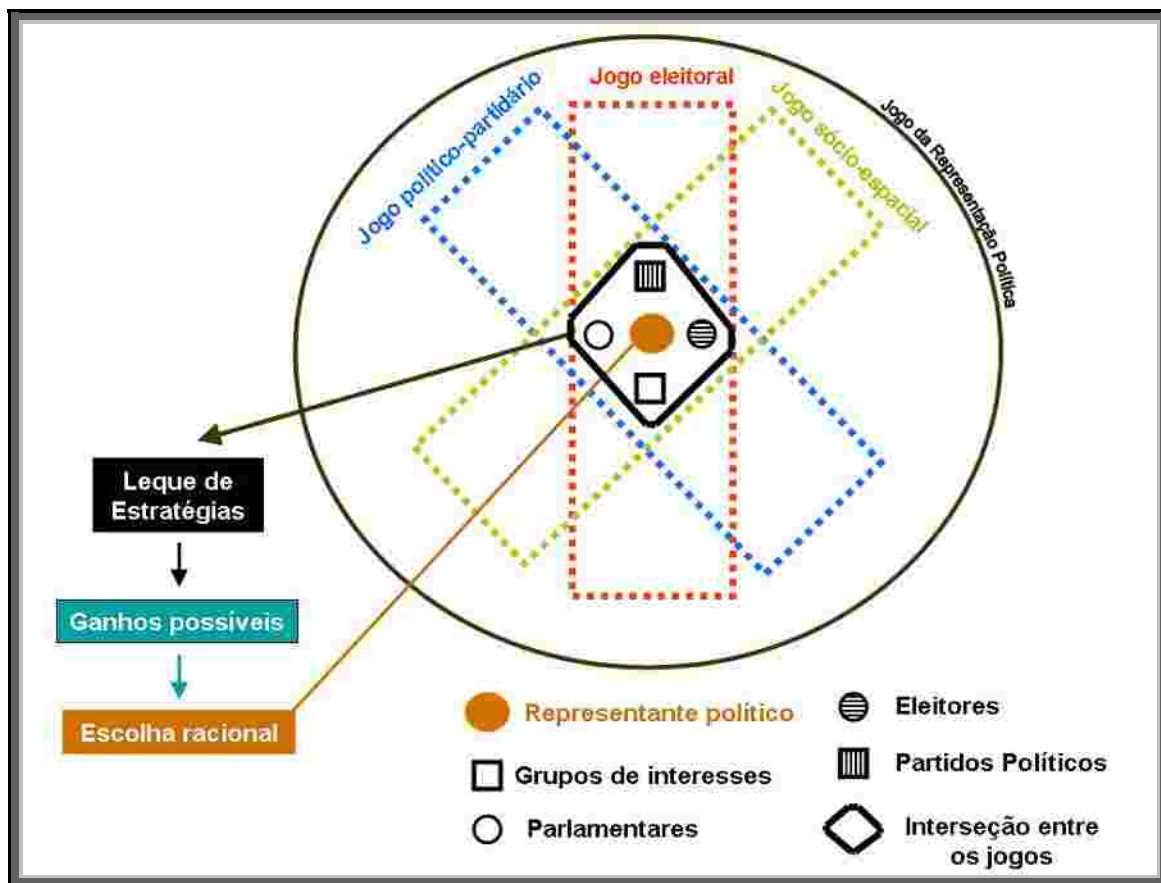 Jogo eleitoral
Jogo político-partidário
Jogo sócio-espacial
Jogo da Representação Política
Leque de
Estratégias
Ganhos possíveis
Escolha racional
Representante político
Grupos de interesses
Parlamentares
Eleitores
Partidos Políticos
Interseção entre
os jogos